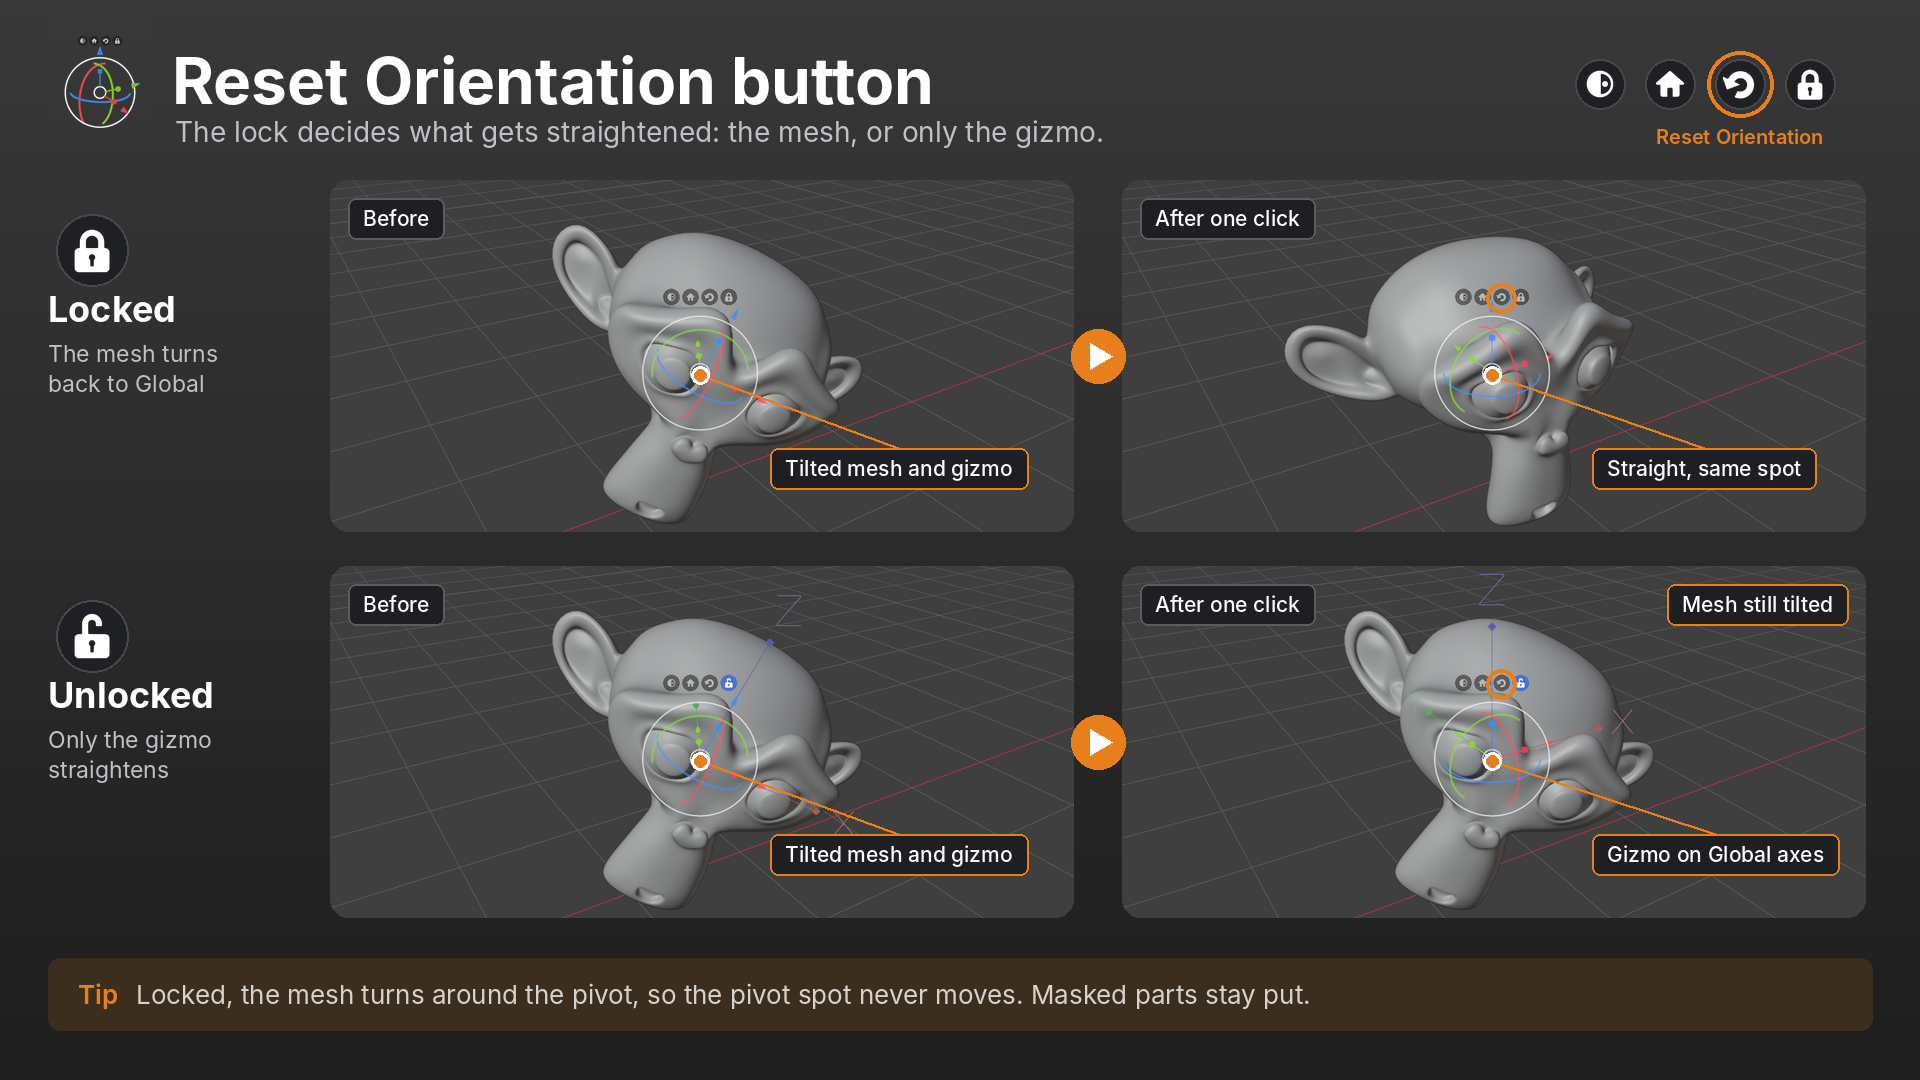 Reset Orientation button
The lock decides what gets straightened: the mesh, or only the gizmo.
Reset Orientation
Locked
The mesh turns
back to Global
Before
Tilted mesh and gizmo
After one click
Straight, same spot
Unlocked
Only the gizmo
straightens
Before
Z
X
Tilted mesh and gizmo
After one click
Z
X
Mesh still tilted
Gizmo on Global axes
Tip Locked, the mesh turns around the pivot, so the pivot spot never moves. Masked parts stay put.